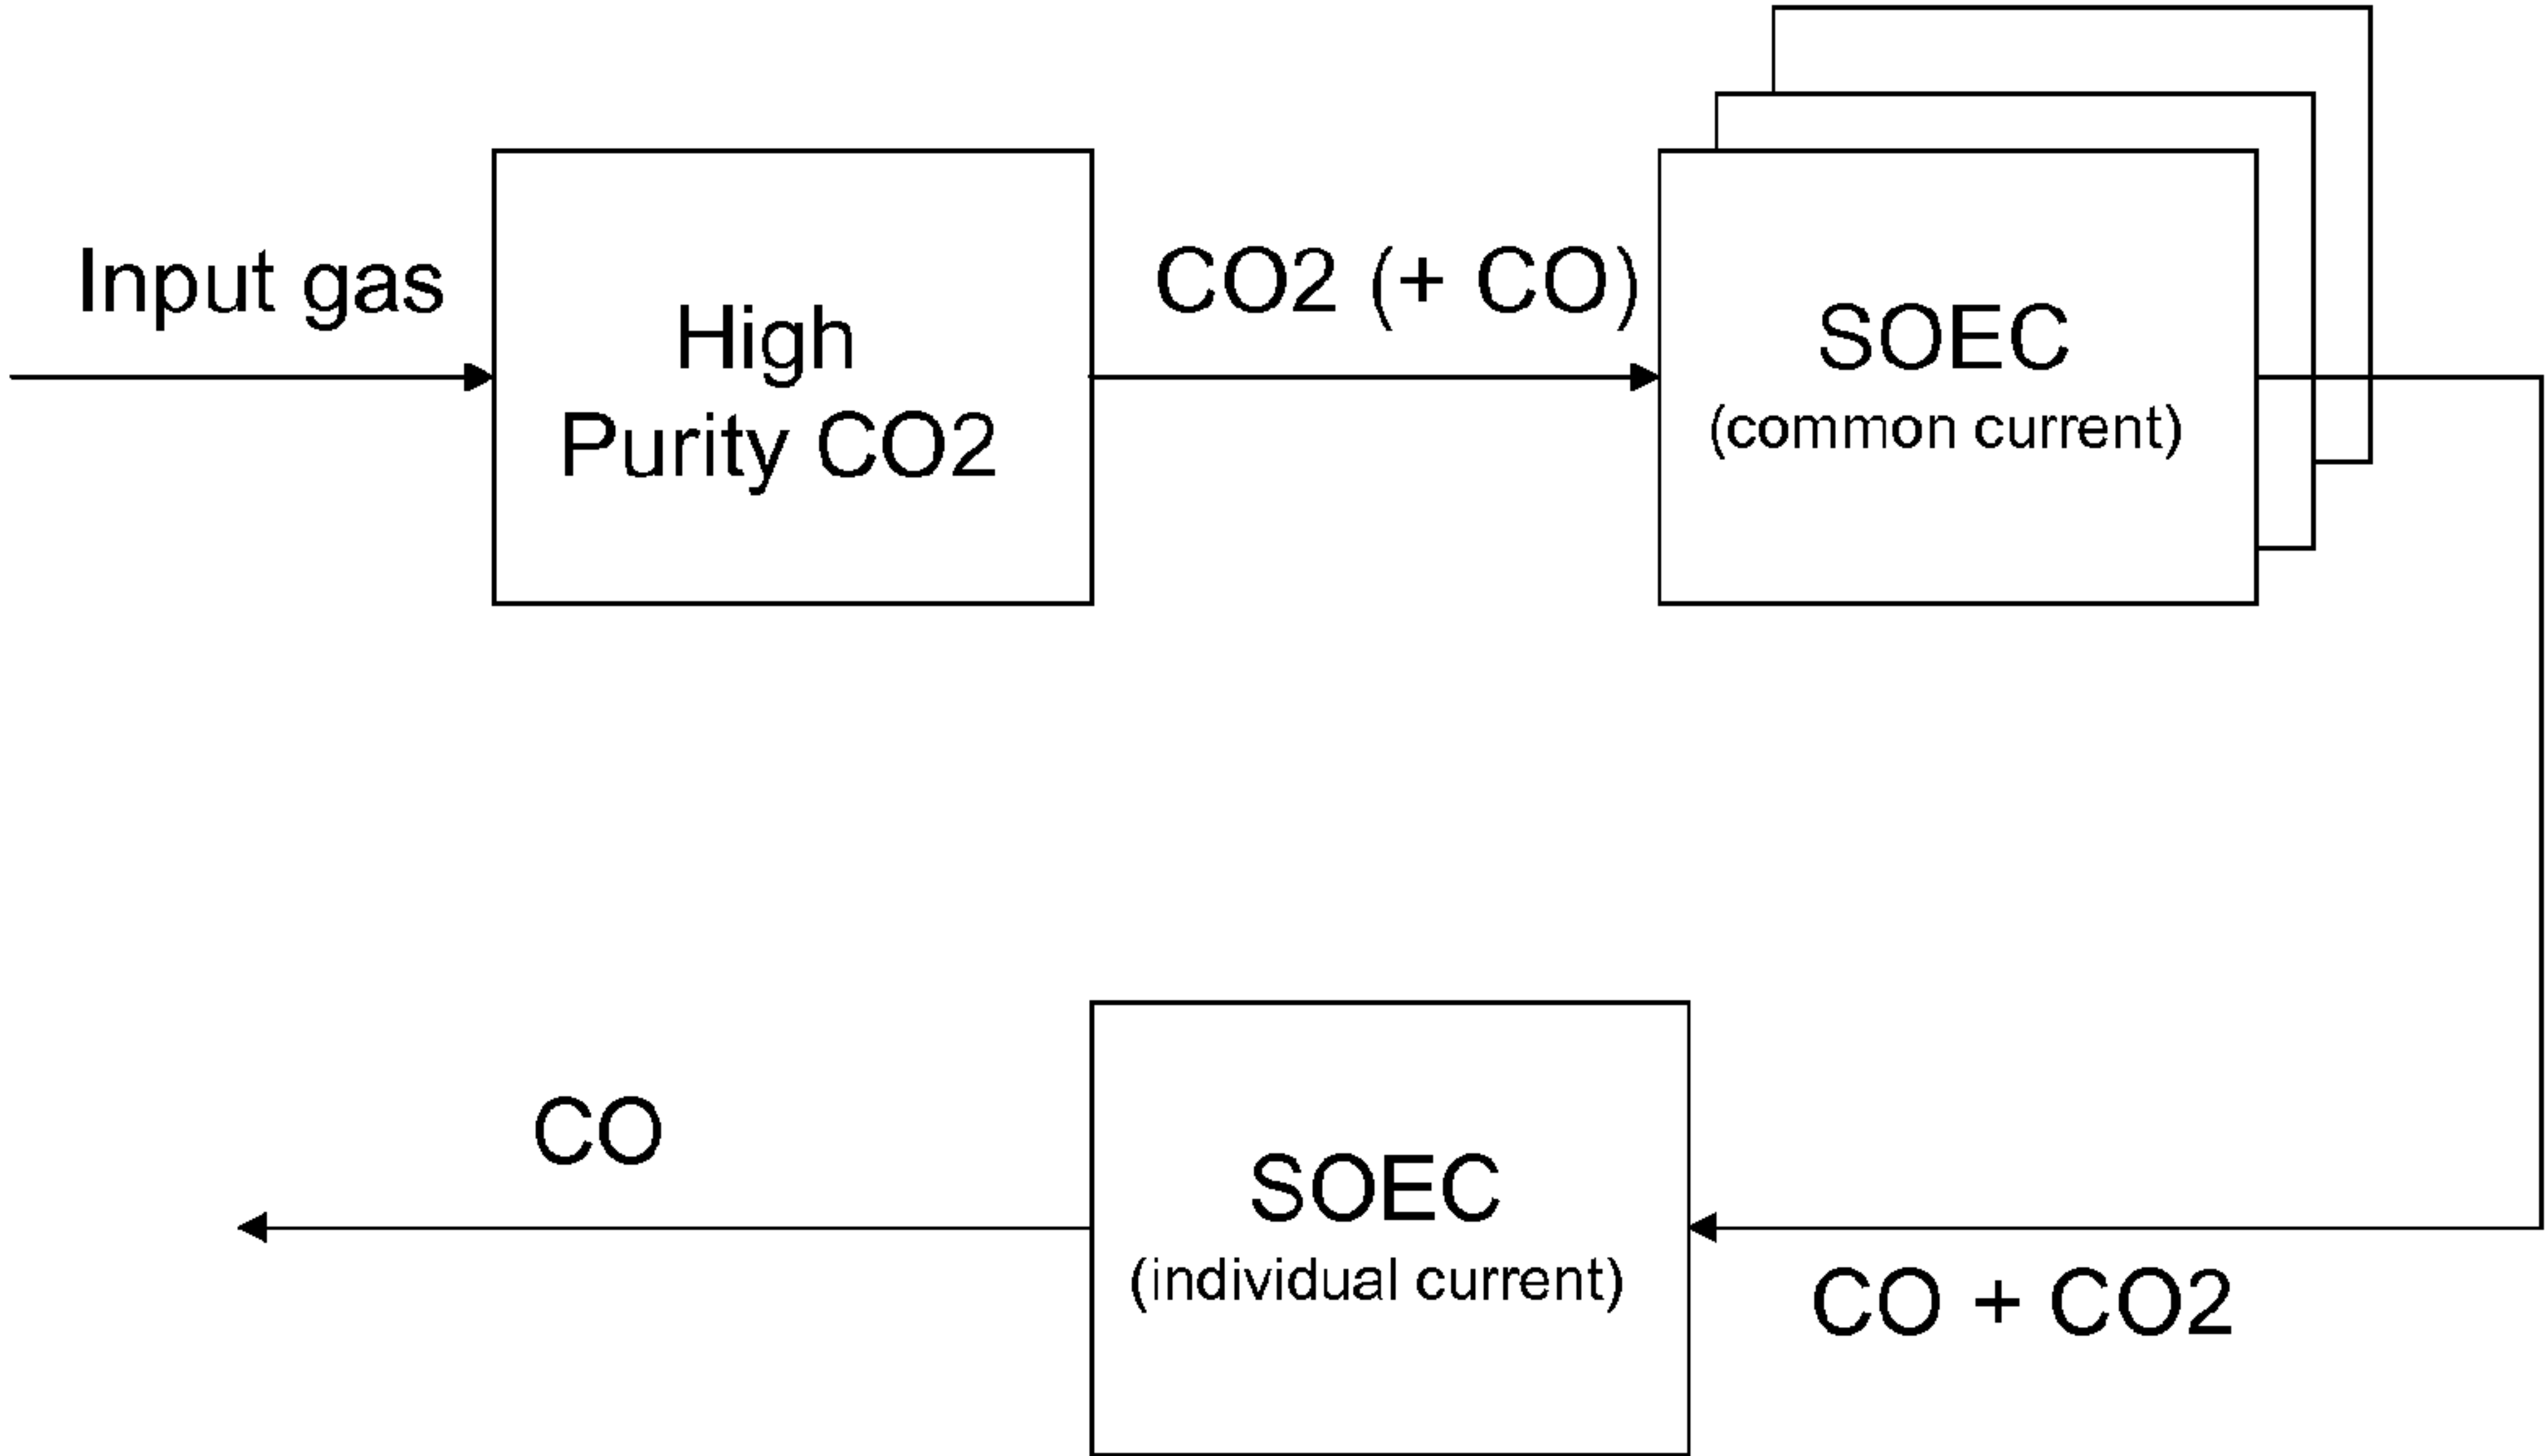 Input gas
High
Purity CO2
CO2 (+ CO)
SOEC
(common current)
CO
SOEC
(individual current)
CO + CO2